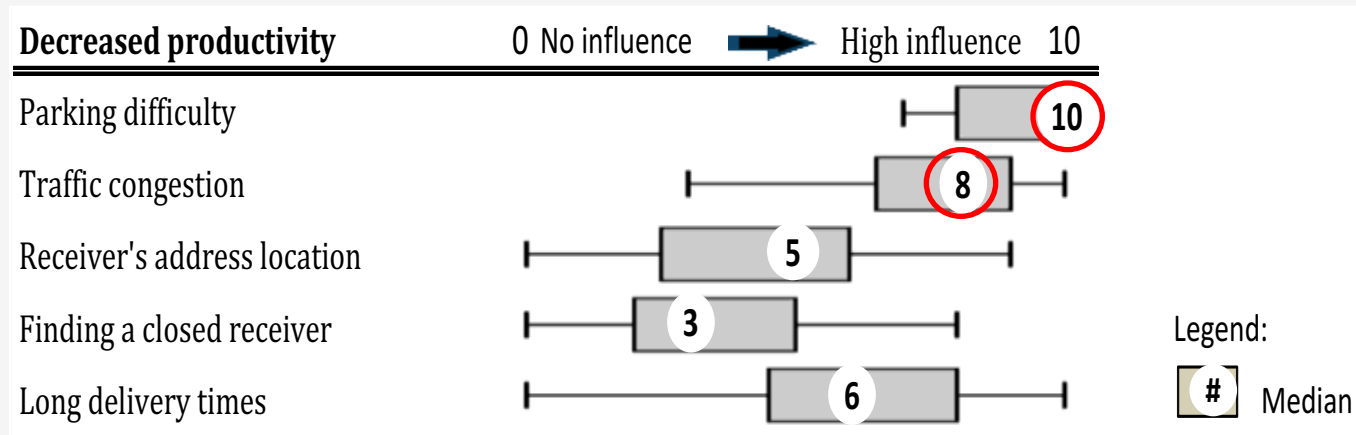 Decreased productivity 0 No influence High influence 10
Parking difficulty 10
Traffic congestion 8
Receiver's address location 5
Finding a closed receiver 3
Long delivery times 6
Legend:
# Median